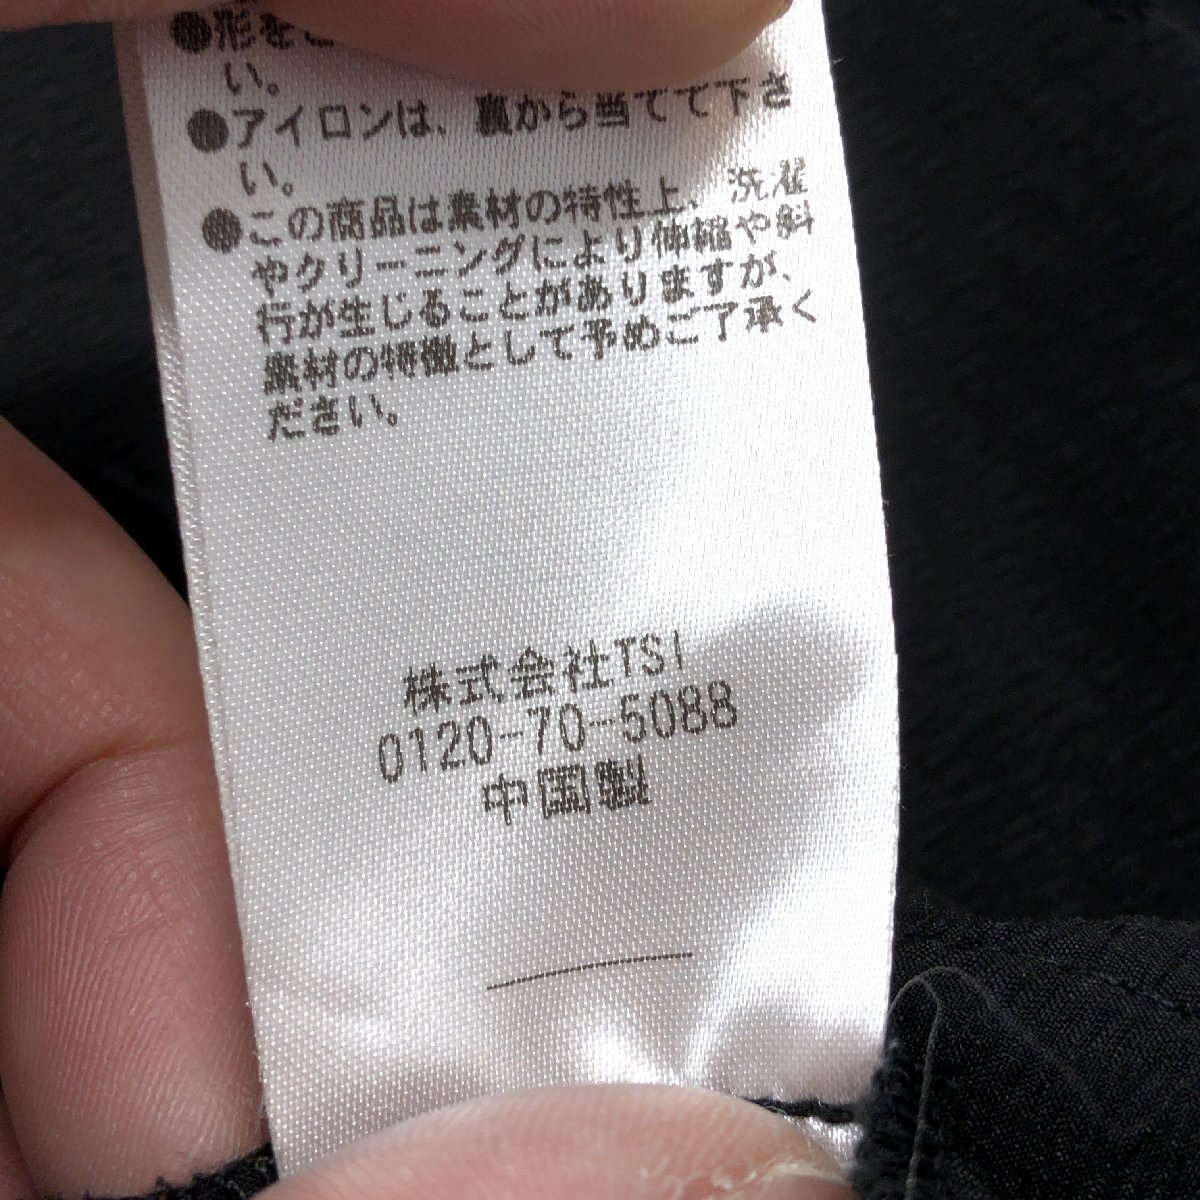 ●形をこ
い。
●アイロンは、裏から当てて下さ
い。
●この商品は素材の特性上、洗濯
やクリーニングにより伸縮や斜
行が生じることがありますが、
素材の特徴として予めご了承く
ださい。
株式会社TSI
0120-70-5088
中国製